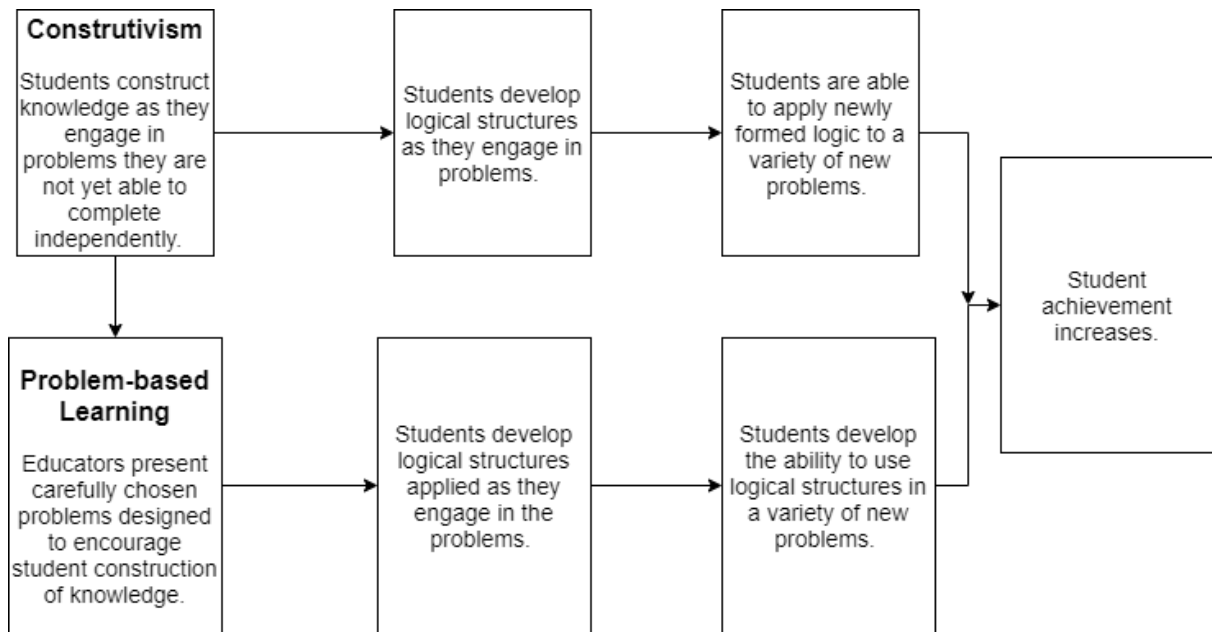 Construtivism
Students construct
knowledge as they
engage in
problems they are
not yet able to
complete
independently.
Students develop
logical structures
as they engage in
problems.
Students are able
to apply newly
formed logic to a
variety of new
problems.
Student
achievement
increases.
Problem-based
Learning
Educators present
carefully chosen
problems designed
to encourage
student construction
of knowledge.
Students develop
logical structures
applied as they
engage in the
problems.
Students develop
the ability to use
logical structures in
a variety of new
problems.